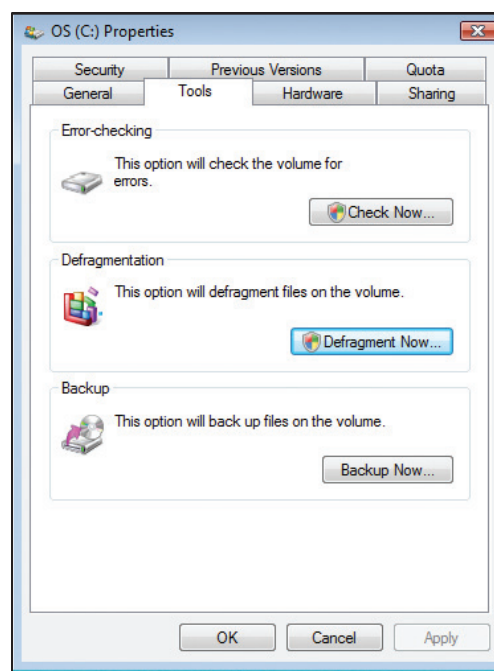 OS (C:) Properties
Security Previous Versions Quota
General Tools Hardware Sharing
Error-checking
This option will check the volume for
errors.
Check Now...
Defragmentation
This option will defragment files on the volume.
Defragment Now...
Backup
This option will back up files on the volume.
Backup Now...
OK Cancel Apply